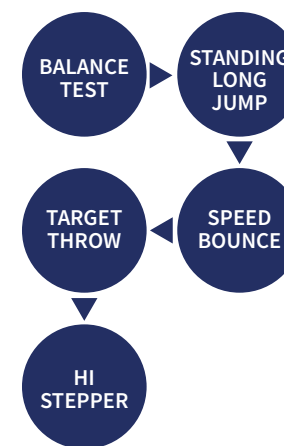 BALANCE
TEST
STANDING
LONG
JUMP
SPEED
BOUNCE
TARGET
THROW
HI
STEPPER